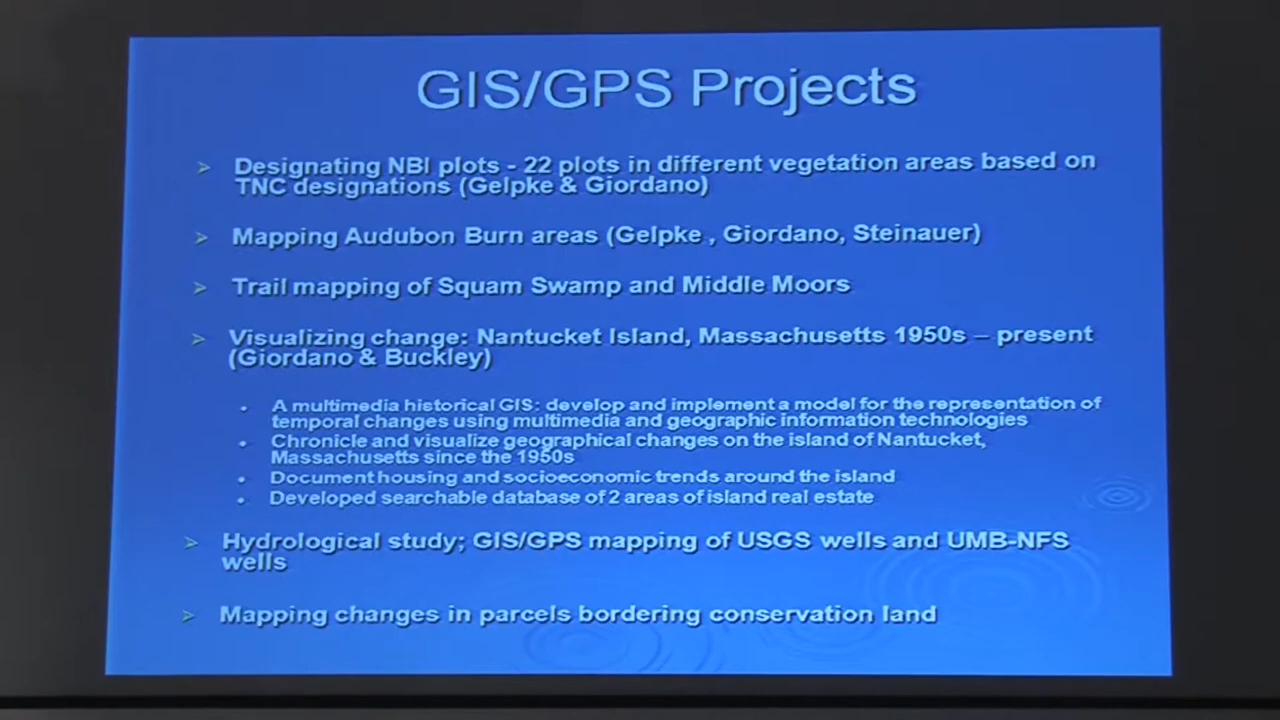 GIS/GPS Projects
Designating NBI plots - 22 plots in different vegetation areas based on
TNC designations (Gelpke & Giordano)
Mapping Audubon Burn areas (Gelpke , Giordano, Steinauer)
Trail mapping of Squam Swamp and Middle Moors
Visualizing change: Nantucket Island, Massachusetts 1950s – present
(Giordano & Buckley)
A multimedia historical GIS: develop and implement a model for the representation of
temporal changes using multimedia and geographic information technologies
Chronicle and visualize geographical changes on the island of Nantucket,
Massachusetts since the 1950s
Document housing and socioeconomic trends around the island
Developed searchable database of 2 areas of island real estate
Hydrological study; GIS/GPS mapping of USGS wells and UMB-NFS
wells
Mapping changes in parcels bordering conservation land